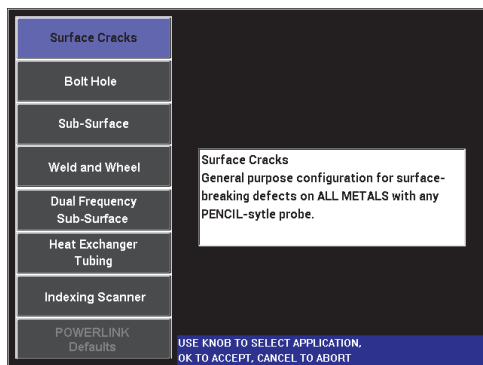 Surface Cracks
Bolt Hole
Sub-Surface
Weld and Wheel
Dual Frequency
Sub-Surface
Heat Exchanger
Tubing
Indexing Scanner
POWERLINK
Defaults
Surface Cracks
General purpose configuration for surface-
breaking defects on ALL METALS with any
PENCIL-sytle probe.
USE KNOB TO SELECT APPLICATION,
OK TO ACCEPT, CANCEL TO ABORT